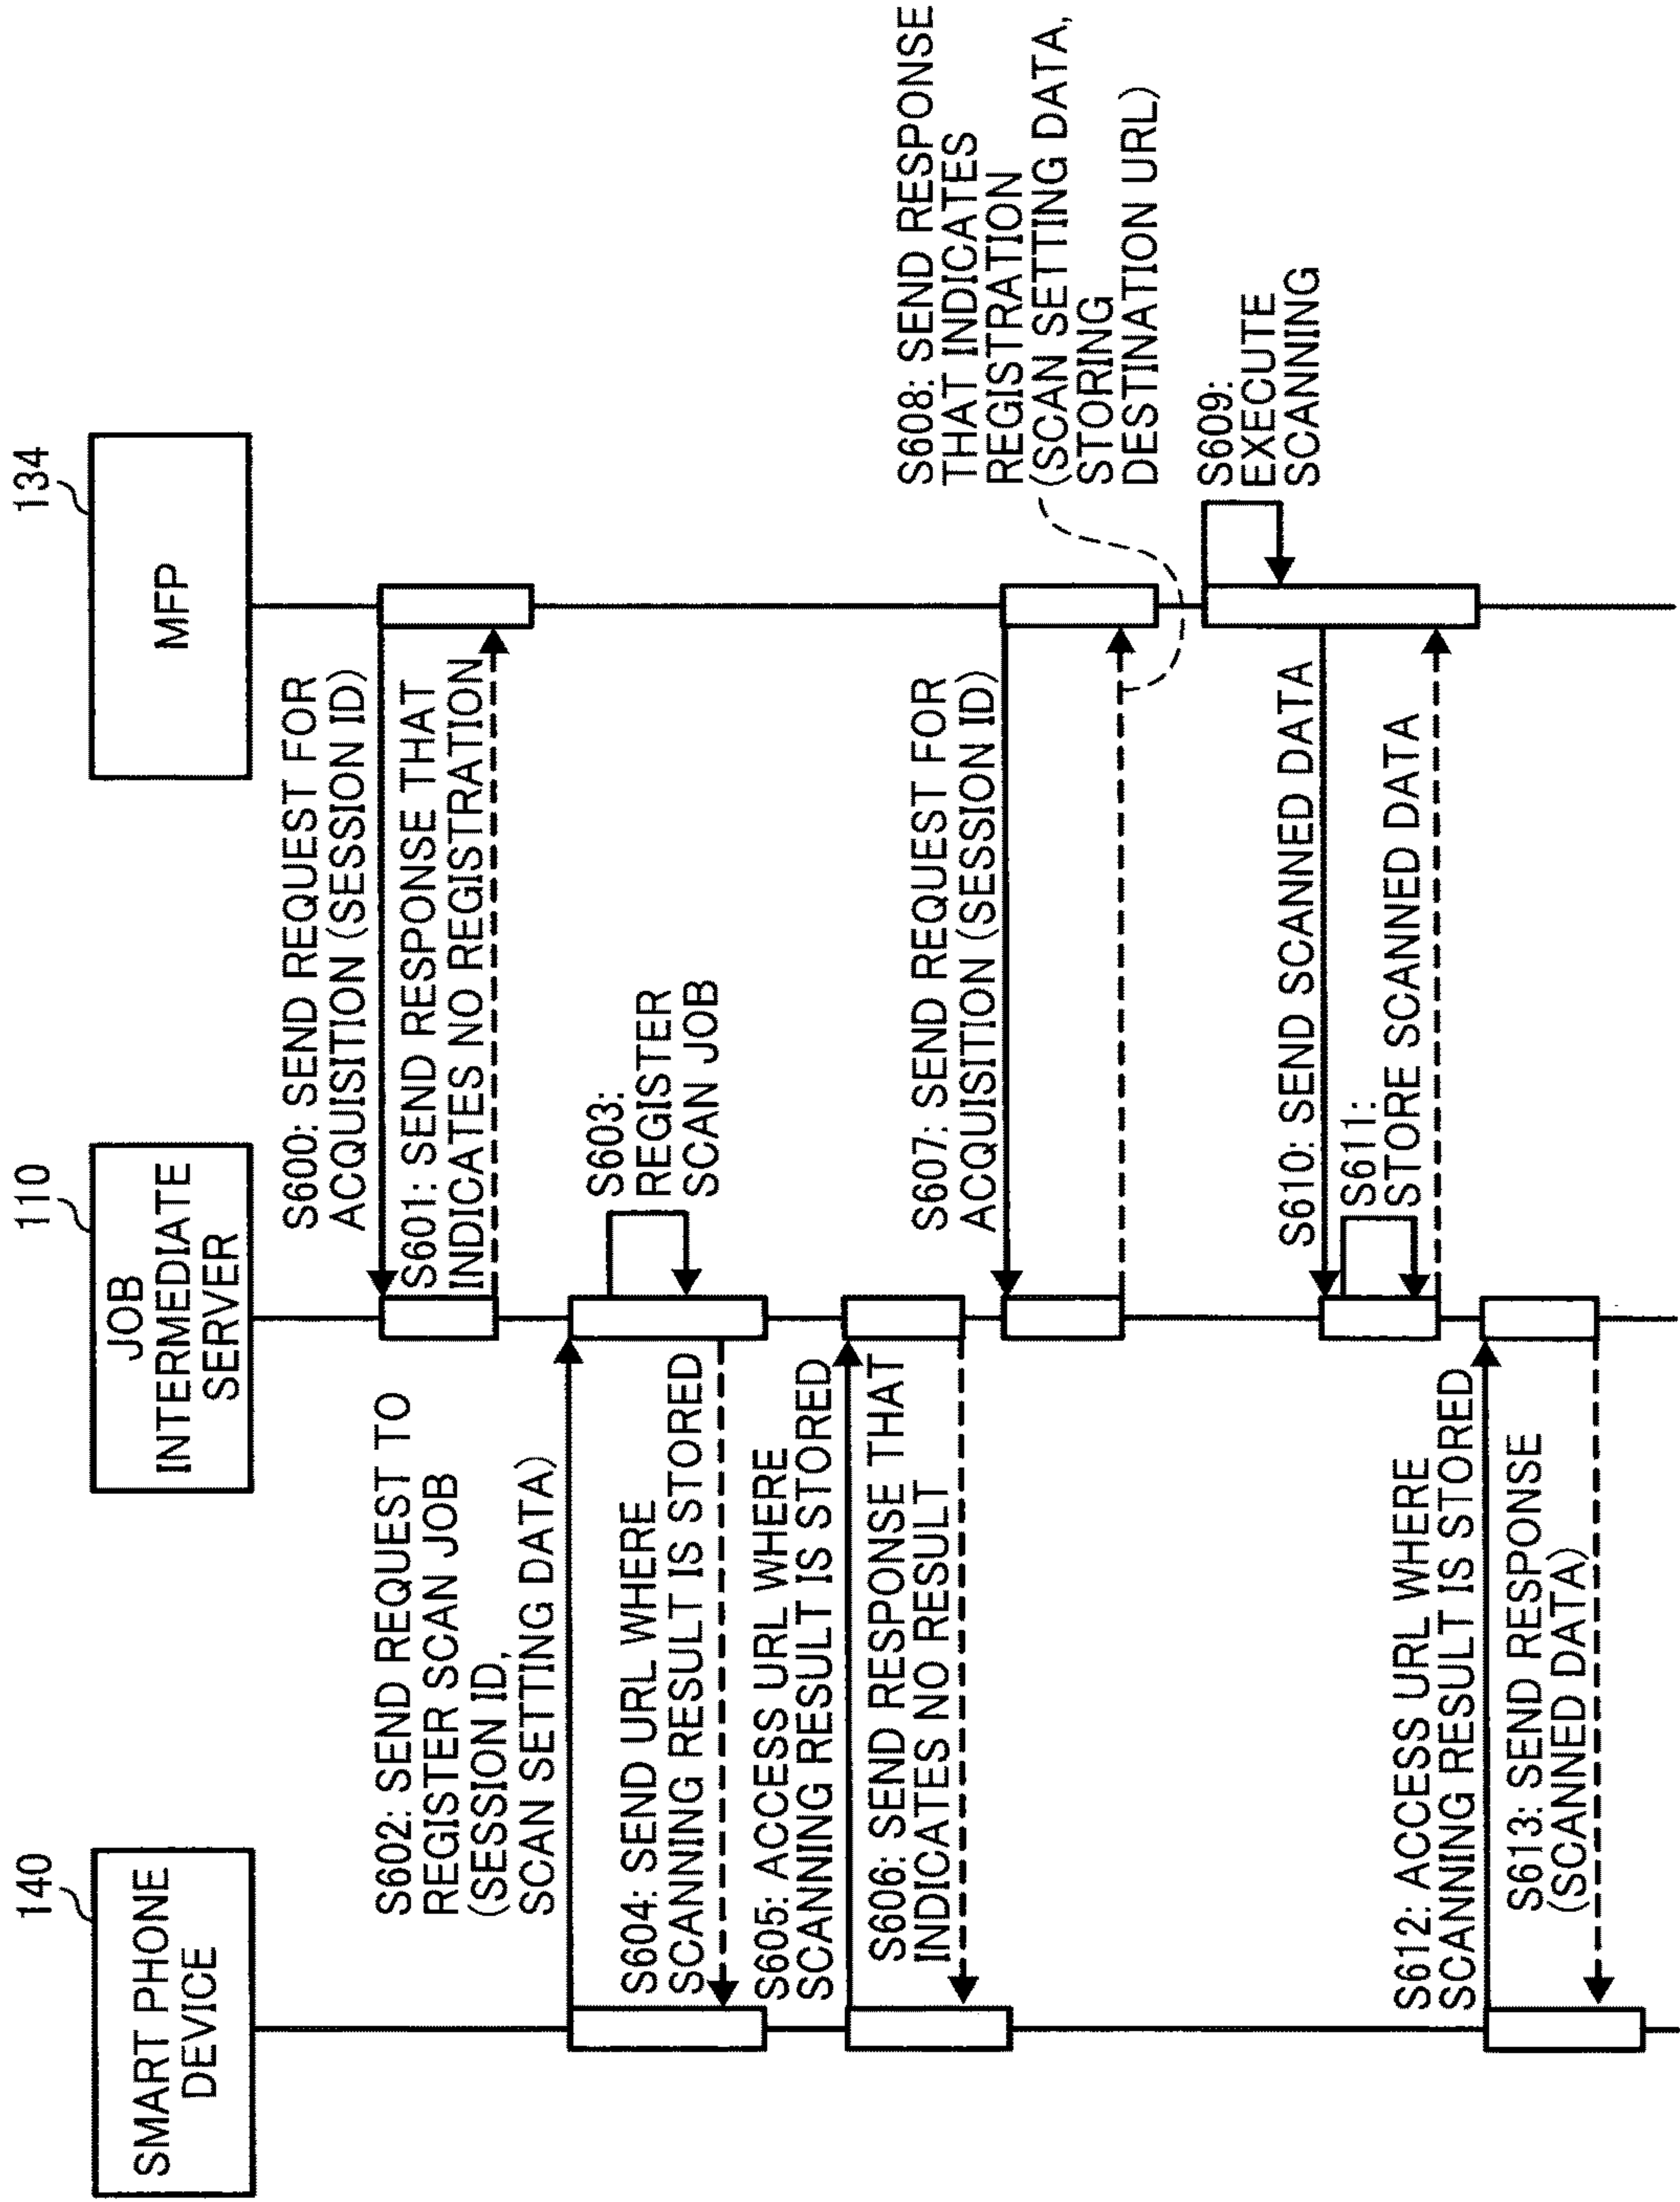 140
SMART PHONE
DEVICE
110
JOB
INTERMEDIATE
SERVER
134
MFP
S600: SEND REQUEST FOR
ACQUISITION (SESSION ID)
S601: SEND RESPONSE THAT
INDICATES NO REGISTRATION
S602: SEND REQUEST TO
REGISTER SCAN JOB
(SESSION ID,
SCAN SETTING DATA)
S603:
REGISTER
SCAN JOB
S604: SEND URL WHERE
SCANNING RESULT IS STORED
S605: ACCESS URL WHERE
SCANNING RESULT IS STORED
S606: SEND RESPONSE THAT
INDICATES NO RESULT
S607: SEND REQUEST FOR
ACQUISITION (SESSION ID)
S608: SEND RESPONSE
THAT INDICATES
REGISTRATION
(SCAN SETTING DATA,
STORING
DESTINATION URL)
S609:
EXECUTE
SCANNING
S610: SEND SCANNED DATA
S611:
STORE SCANNED DATA
S612: ACCESS URL WHERE
SCANNING RESULT IS STORED
S613: SEND RESPONSE
(SCANNED DATA)